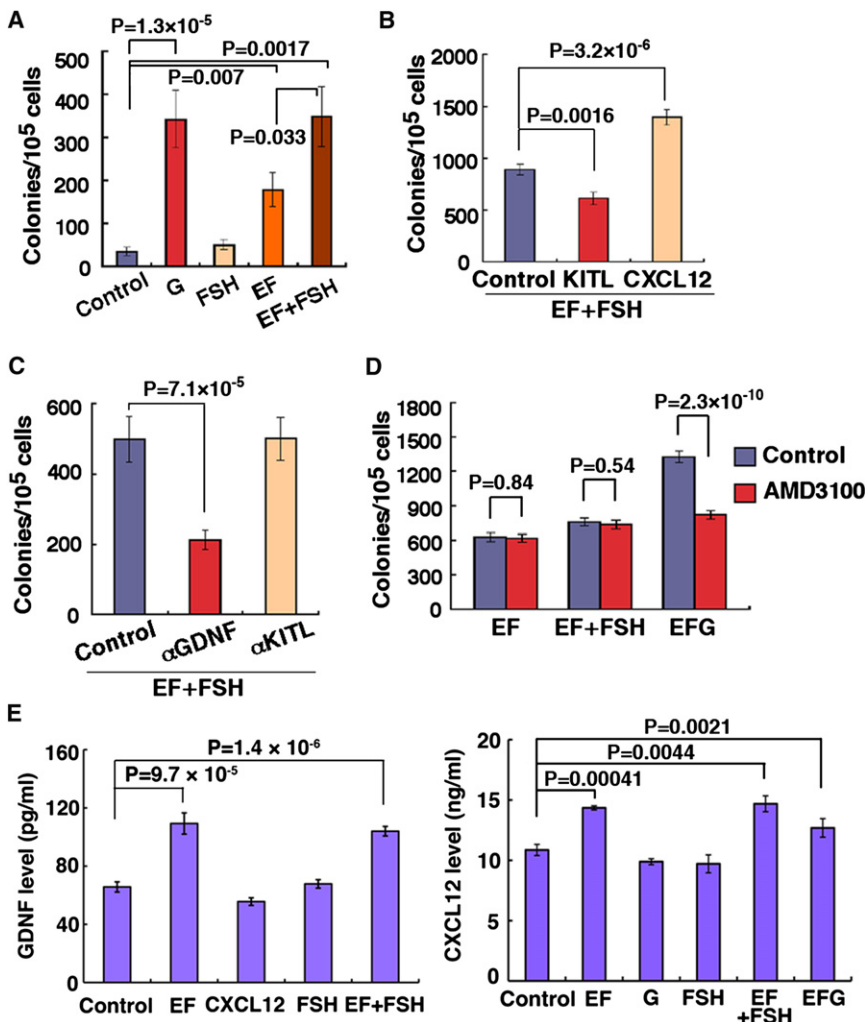 A
P=1.3×10⁻⁵
P=0.0017
P=0.007
P=0.033
Colonies/10⁵ cells
500
400
300
200
100
0
Control
G
FSH
EF
EF+FSH
B
P=3.2×10⁻⁶
P=0.0016
Colonies/10⁵ cells
2000
1500
1000
500
0
Control KITL CXCL12
EF+FSH
C
P=7.1×10⁻⁵
Colonies/10⁵ cells
600
400
200
0
Control
αGDNF
αKITL
EF+FSH
D
P=2.3×10⁻¹⁰
P=0.84
P=0.54
Control
AMD3100
Colonies/10⁵ cells
1800
1500
1200
900
600
300
0
EF EF+FSH EFG
E
P=1.4 × 10⁻⁶
P=9.7 × 10⁻⁵
GDNF level (pg/ml)
160
120
80
60
40
0
Control EF CXCL12 FSH EF+FSH
P=0.0021
P=0.0044
P=0.00041
CXCL12 level (ng/ml)
20
15
10
5
0
Control EF G FSH EF EFG
+FSH